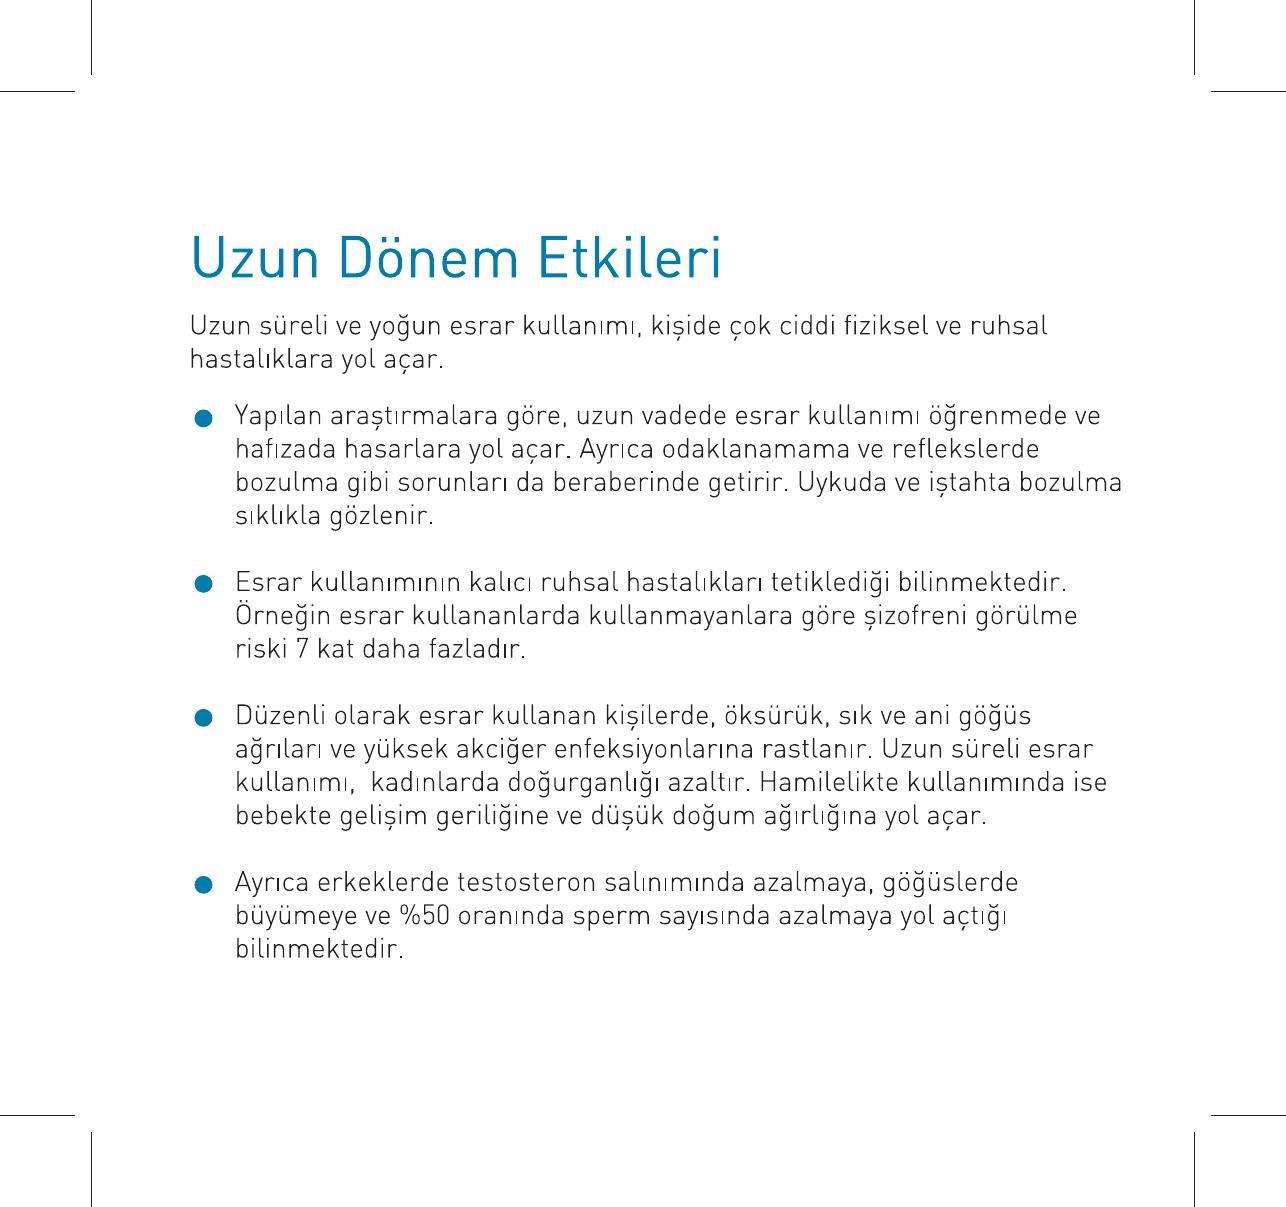 Uzun Dönem Etkileri
Uzun süreli ve yoğun esrar kullanımı, kişide çok ciddi fiziksel ve ruhsal
hastalıklara yol açar.
● Yapılan araştırmalara göre, uzun vadede esrar kullanımı öğrenmede ve
hafızada hasarlara yol açar. Ayrıca odaklanamama ve reflekslerde
bozulma gibi sorunları da beraberinde getirir. Uykuda ve iştahta bozulma
sıklıkla gözlenir.
● Esrar kullanımının kalıcı ruhsal hastalıkları tetiklediği bilinmektedir.
Örneğin esrar kullananlarda kullanmayanlara göre şizofreni görülme
riski 7 kat daha fazladır.
● Düzenli olarak esrar kullanan kişilerde, öksürük, sık ve ani göğüs
ağrıları ve yüksek akciğer enfeksiyonlarına rastlanır. Uzun süreli esrar
kullanımı,  kadınlarda doğurganlığı azaltır. Hamilelikte kullanımında ise
bebekte gelişim geriliğine ve düşük doğum ağırlığına yol açar.
● Ayrıca erkeklerde testosteron salınımında azalmaya, göğüslerde
büyümeye ve %50 oranında sperm sayısında azalmaya yol açtığı
bilinmektedir.